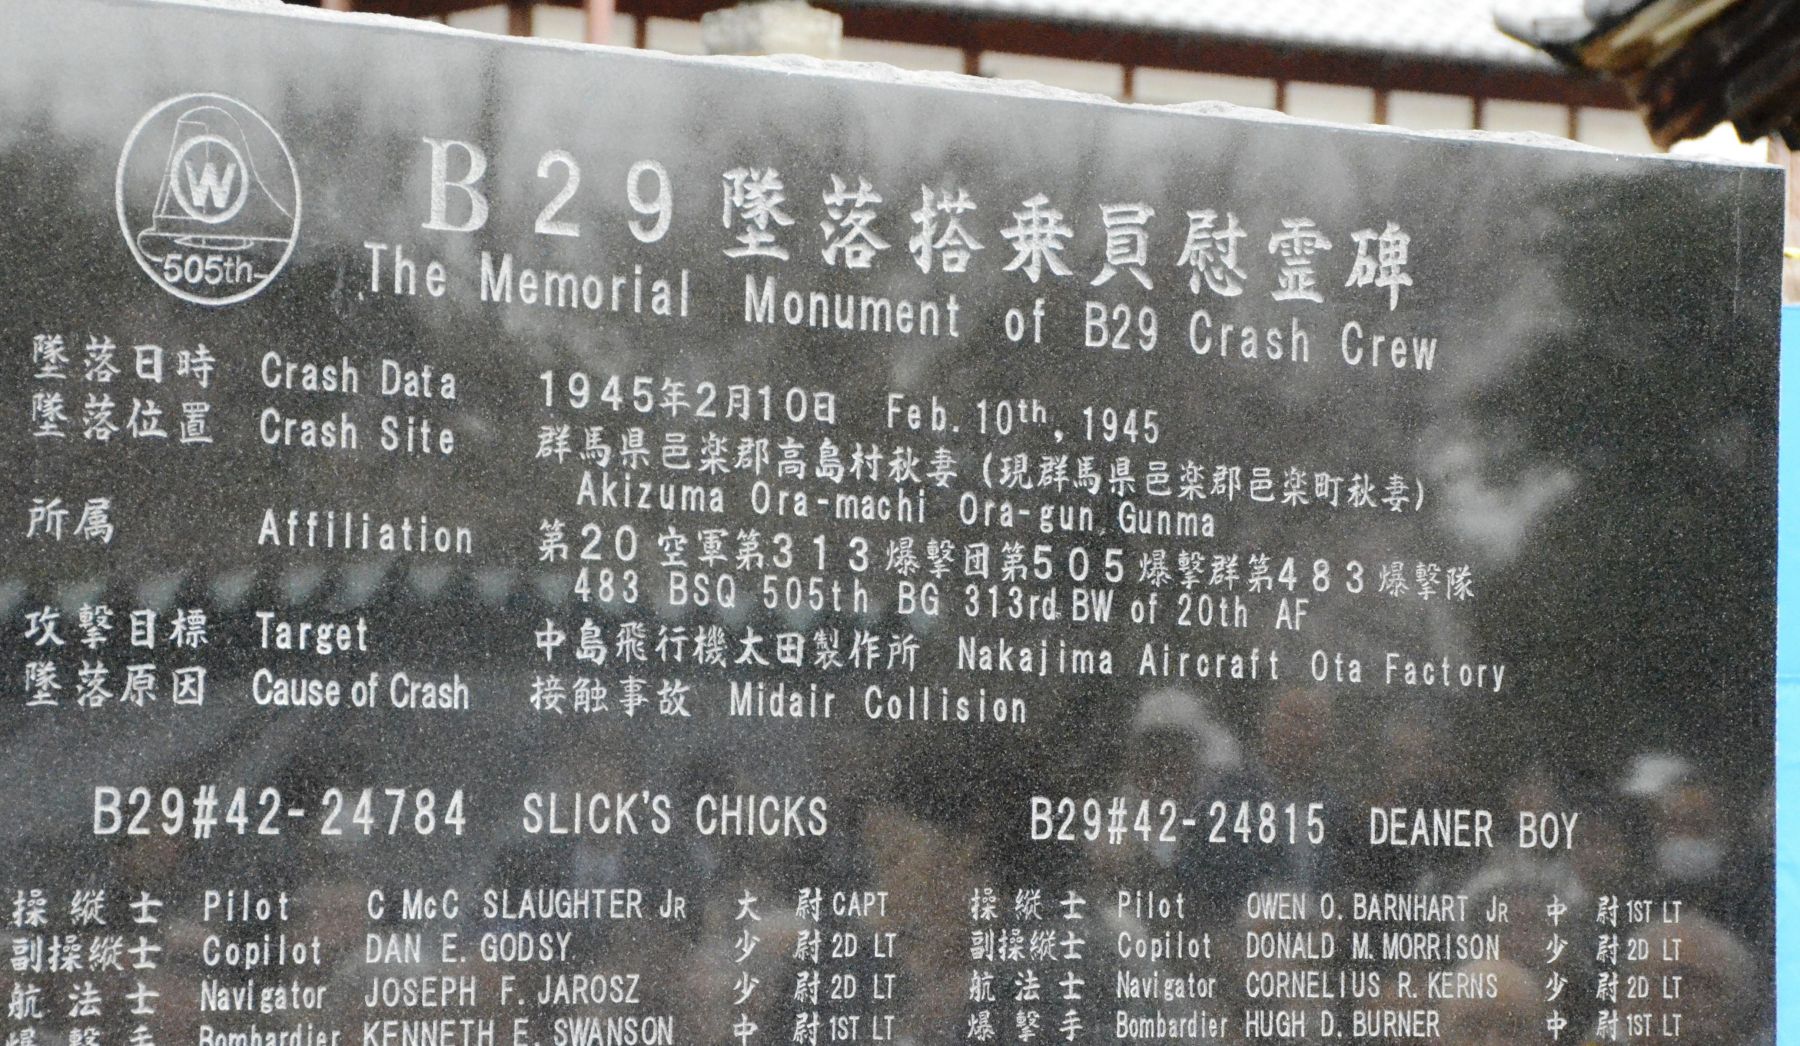 W
505th
B29墜落搭乗員慰霊碑
The Memorial Monument of B29 Crash Crew
墜落日時 Crash Data 1945年2月10日 Feb. 10th, 1945
墜落位置 Crash Site 群馬県邑楽郡高島村秋妻(現群馬県邑楽郡邑楽町秋妻)
Akizuma Ora-machi Ora-gun, Gunma
所属 Affiliation 第20空軍第313爆撃団第505爆撃群第483爆撃隊
483 BSQ 505th BG 313rd BW of 20th AF
攻撃目標 Target 中島飛行機太田製作所 Nakajima Aircraft Ota Factory
墜落原因 Cause of Crash 接触事故 Midair Collision
B29#42-24784 SLICK'S CHICKS
操縦士 Pilot C McC SLAUGHTER JR 大尉 CAPT
副操縦士 Copilot DAN E. GODSY 少尉 2D LT
航法士 Navigator JOSEPH F. JAROSZ 少尉 2D LT
爆撃手 Bombardier KENNETH E. SWANSON 中尉 1ST LT
B29#42-24815 DEANER BOY
操縦士 Pilot OWEN O. BARNHART JR 中尉 1ST LT
副操縦士 Copilot DONALD M. MORRISON 少尉 2D LT
航法士 Navigator CORNELIUS R. KERNS 少尉 2D LT
爆撃手 Bombardier HUGH D. BURNER 中尉 1ST LT